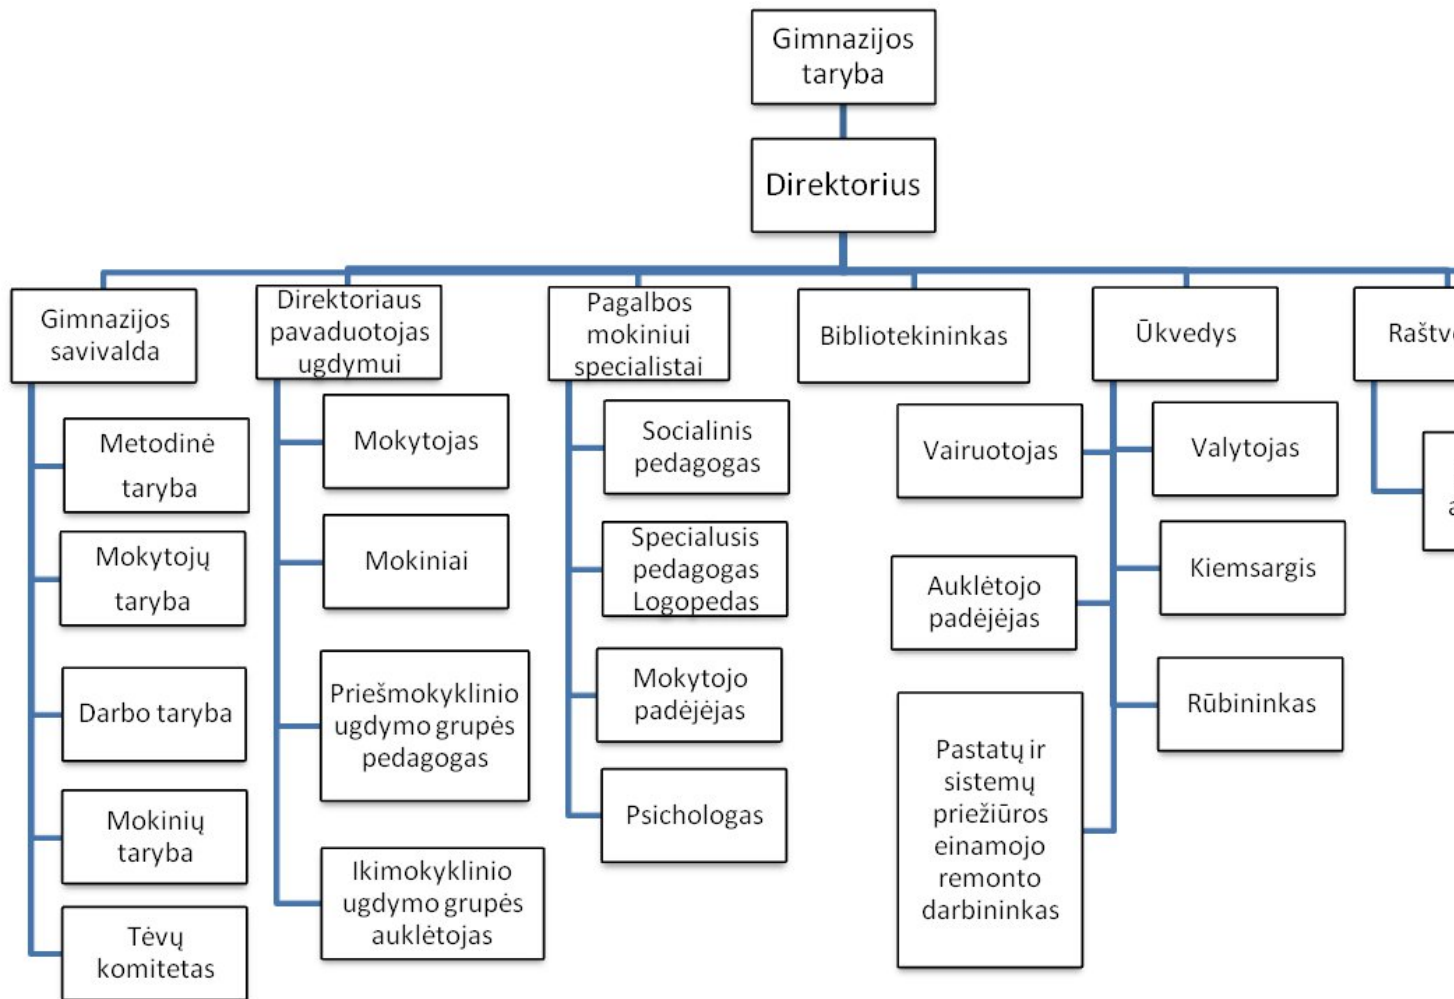 Gimnazijos
taryba
Direktorius
Gimnazijos
savivalda
Metodinė
taryba
Mokytojų
taryba
Darbo taryba
Mokinių
taryba
Tėvų
komitetas
Direktoriaus
pavaduotojas
ugdymui
Mokytojas
Mokiniai
Priešmokyklinio
ugdymo grupės
pedagogas
Ikimokyklinio
ugdymo grupės
auklėtojas
Pagalbos
mokiniui
specialistai
Socialinis
pedagogas
Specialusis
pedagogas
Logopedas
Mokytojo
padėjėjas
Psichologas
Bibliotekininkas
Ūkvedys
Vairuotojas
Auklėtojo
padėjėjas
Pastatų ir
sistemų
priežiūros
einamojo
remonto
darbininkas
Valytojas
Kiemsargis
Rūbininkas